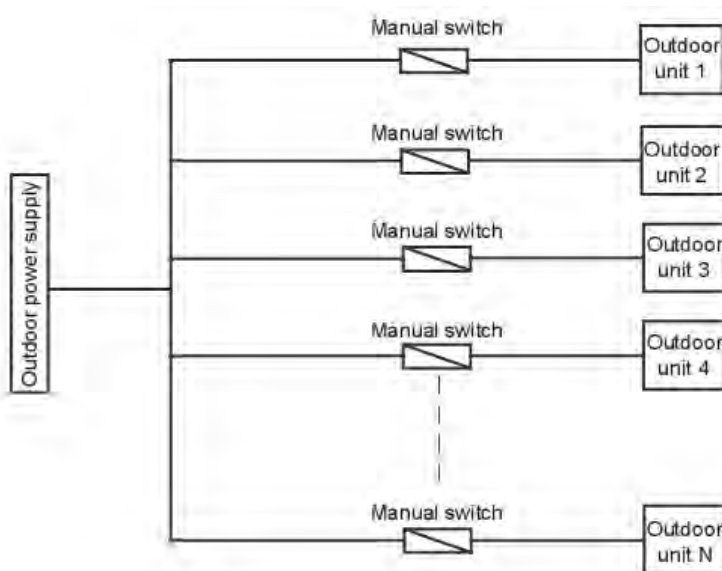 Manual switch
Outdoor
unit 1
Manual switch
Outdoor
unit 2
Outdoor power supply
Manual switch
Outdoor
unit 3
Manual switch
Outdoor
unit 4
Manual switch
Outdoor
unit N